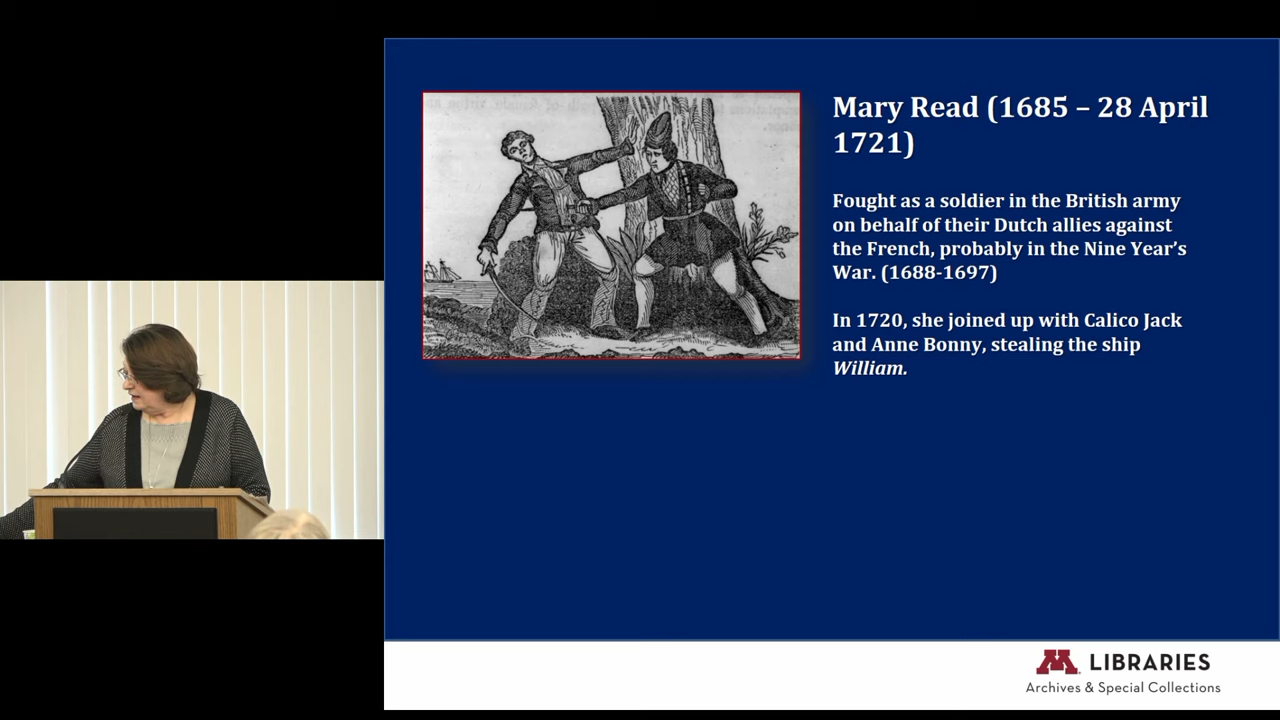 Mary Read (1685 – 28 April
1721)
Fought as a soldier in the British army
on behalf of their Dutch allies against
the French, probably in the Nine Year's
War. (1688-1697)
In 1720, she joined up with Calico Jack
and Anne Bonny, stealing the ship
William.
M LIBRARIES
Archives & Special Collections